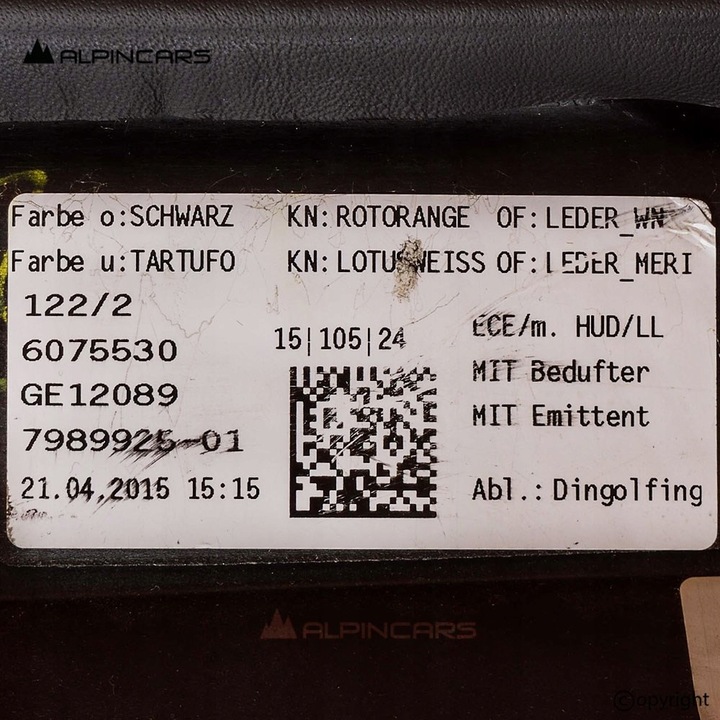 ALPINCARS
Farbe o:SCHWARZ KN:ROTORANGE OF:LEDER_WN
Farbe u:TARTUFO KN:LOTUSWEISS OF:LEDER_MERI
122/2
6075530
GE12089
7989925-01
21.04.2015 15:15
15|105|24
ECE/m. HUD/LL
MIT Bedufter
MIT Emittent
Abl.:Dingolfing
ALPINCARS
©opyright